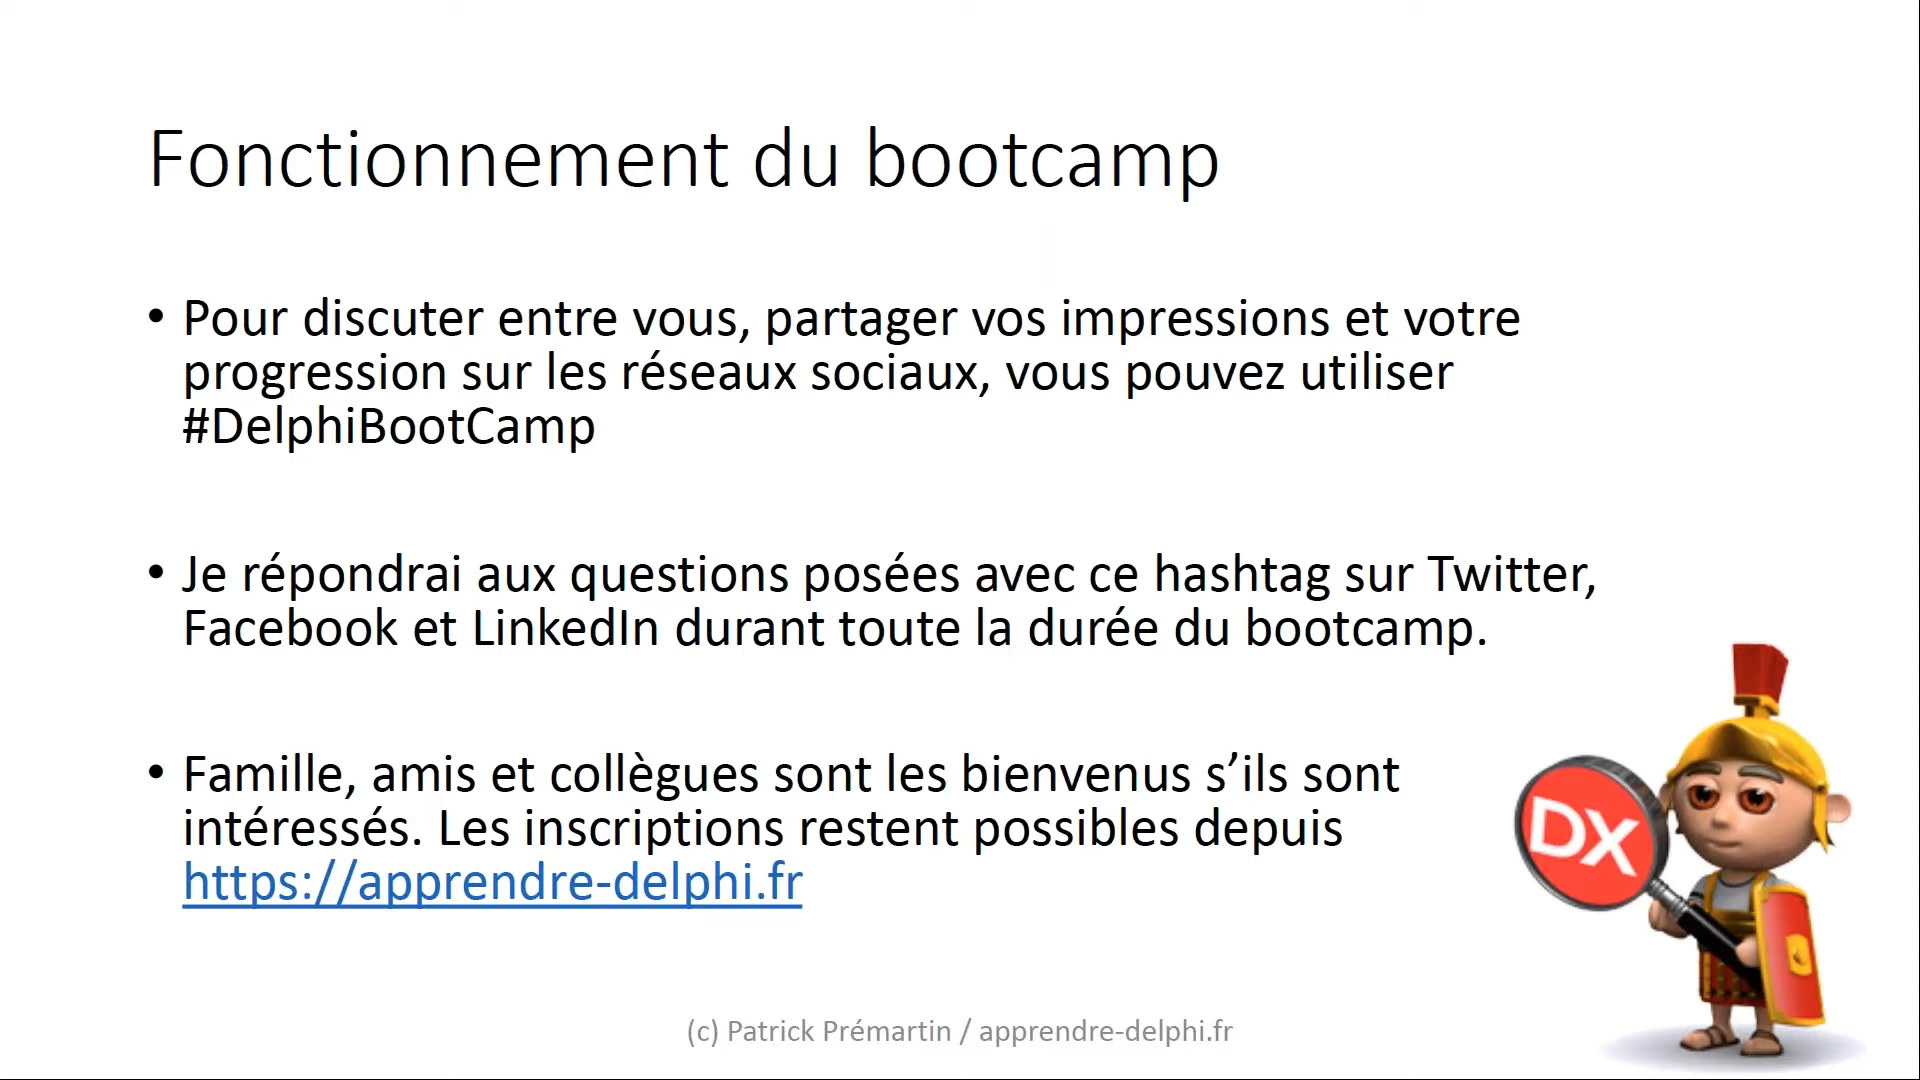 Fonctionnement du bootcamp
• Pour discuter entre vous, partager vos impressions et votre
progression sur les réseaux sociaux, vous pouvez utiliser
#DelphiBootCamp
• Je répondrai aux questions posées avec ce hashtag sur Twitter,
Facebook et LinkedIn durant toute la durée du bootcamp.
• Famille, amis et collègues sont les bienvenus s’ils sont
intéressés. Les inscriptions restent possibles depuis
https://apprendre-delphi.fr
DX
(c) Patrick Prémartin / apprendre-delphi.fr